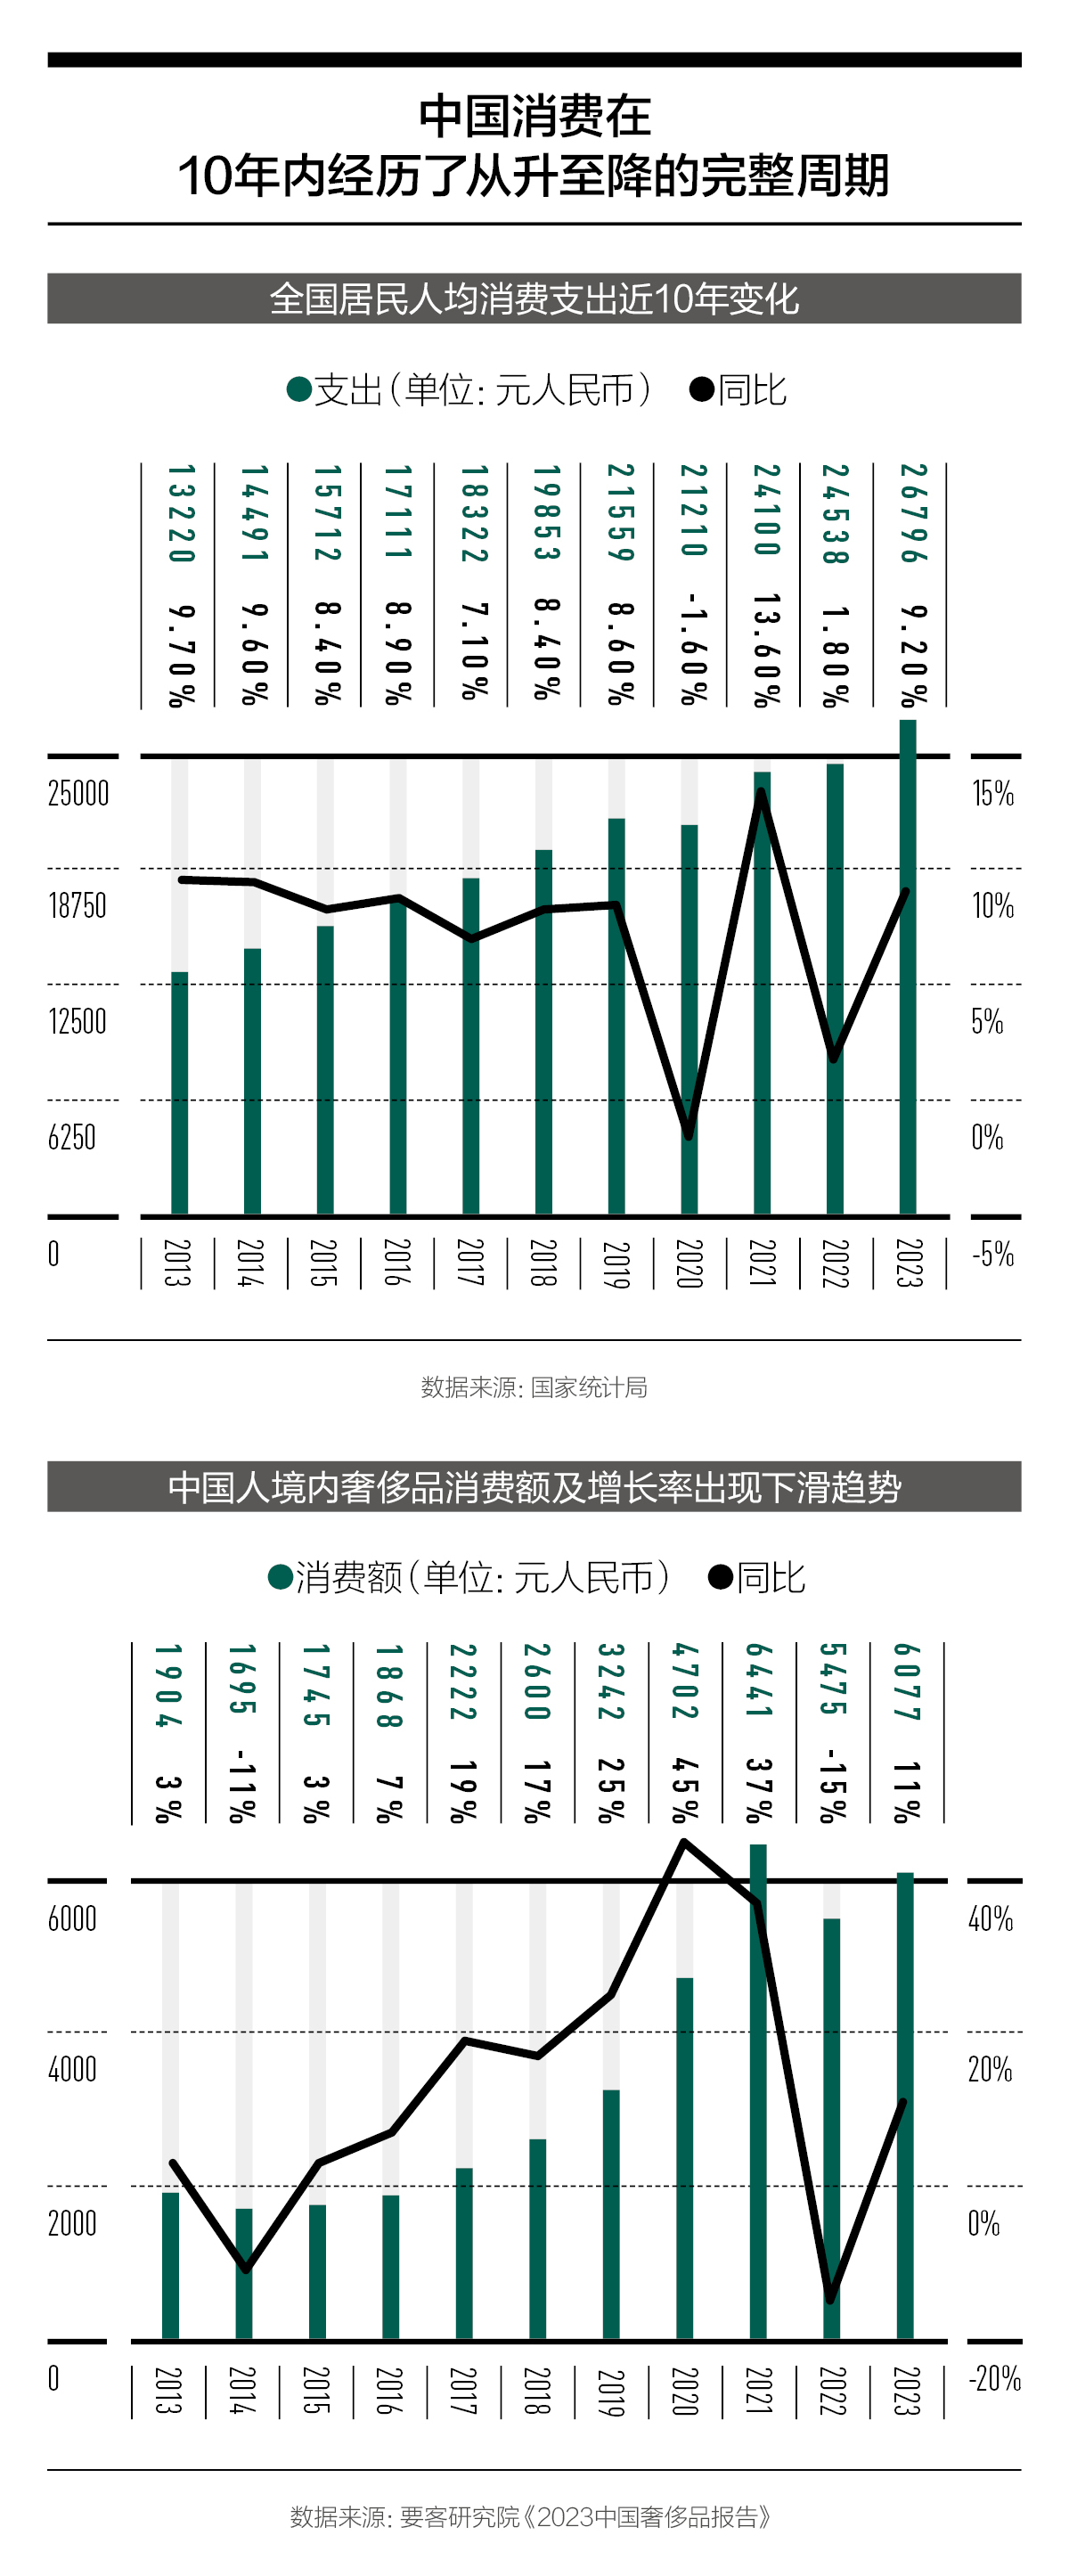 中国消费在
10年内经历了从升至降的完整周期
全国居民人均消费支出近10年变化
支出（单位：元人民币） 同比
13220 14491 15712 17111 18322 19853 21559 21210 24100 24538 26796
9.70% 9.60% 8.40% 8.90% 7.10% 8.40% 8.60% -1.60% 13.60% 1.80% 9.20%
25000 15%
18750 10%
12500 5%
6250 0%
0 2013 2014 2015 2016 2017 2018 2019 2020 2021 2022 2023 -5%
数据来源：国家统计局
中国人境内奢侈品消费额及增长率出现下滑趋势
消费额（单位：元人民币） 同比
1904 1695 1745 1868 2222 2600 3242 4702 6441 5475 6077
3% -11% 3% 7% 19% 17% 25% 45% 37% -15% 11%
6000 40%
4000 20%
2000 0%
0 2013 2014 2015 2016 2017 2018 2019 2020 2021 2022 2023 -20%
数据来源：要客研究院《2023中国奢侈品报告》